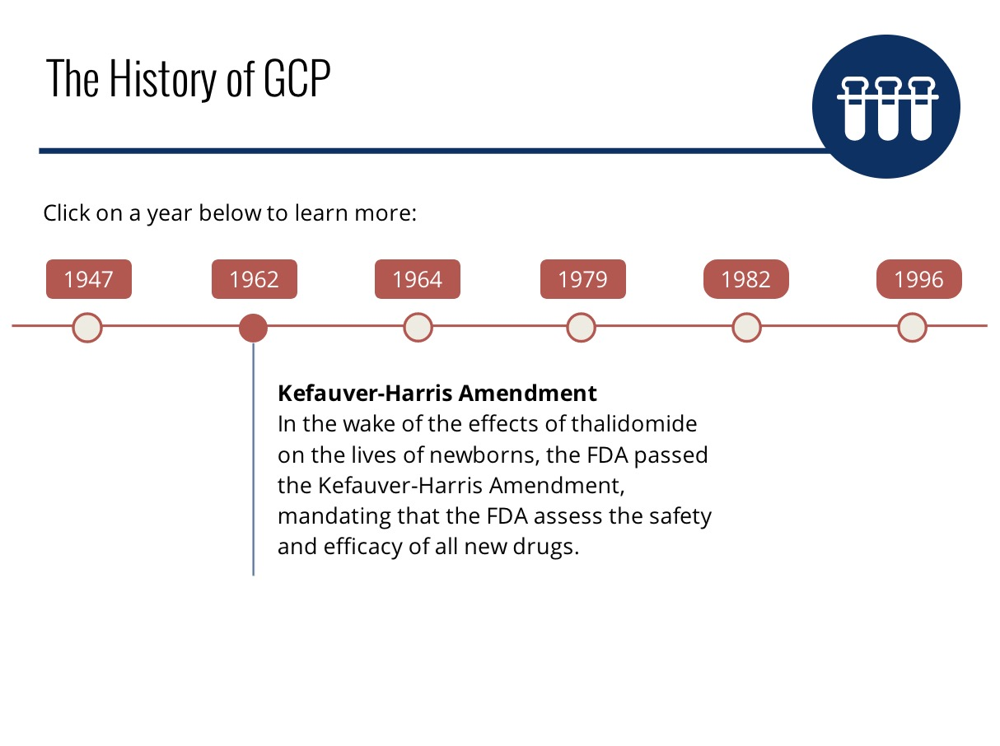 The History of GCP
Click on a year below to learn more:
1947
1962
1964
1979
1982
1996
Kefauver-Harris Amendment
In the wake of the effects of thalidomide
on the lives of newborns, the FDA passed
the Kefauver-Harris Amendment,
mandating that the FDA assess the safety
and efficacy of all new drugs.